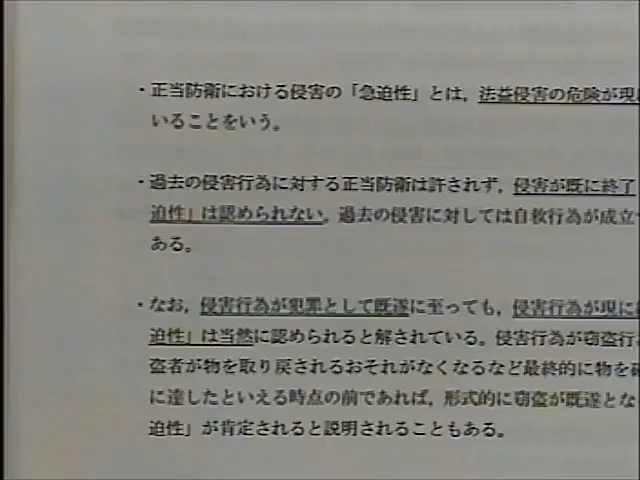 ・正当防衛における侵害の「急迫性」とは，法益侵害の危険が現
いることをいう。
・過去の侵害行為に対する正当防衛は許されず，侵害が既に終了
迫性」は認められない。過去の侵害に対しては自救行為が成立
ある。
・なお，侵害行為が犯罪として既遂に至っても，侵害行為が現に
迫性」は当然に認められると解されている。侵害行為が窃盗行
盗者が物を取り戻されるおそれがなくなるなど最終的に物を
に達したといえる時点の前であれば，形式的に窃盗が既遂とな
迫性」が肯定されると説明されることもある。